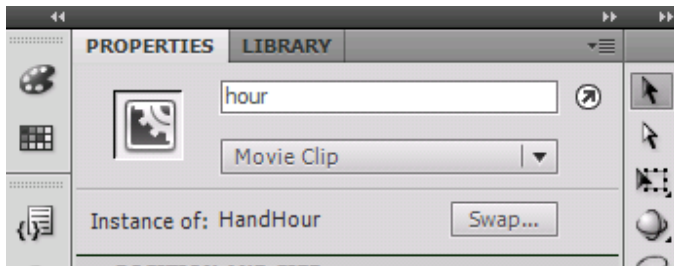 PROPERTIES LIBRARY
hour
Movie Clip
Instance of: HandHour Swap...